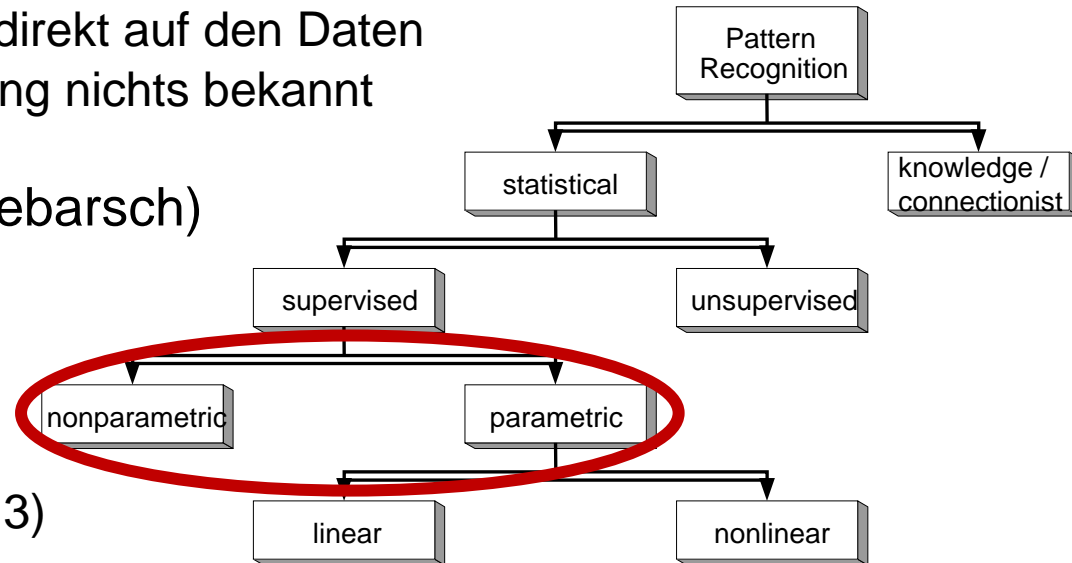 direkt auf den Daten
ng nichts bekannt
ebarsch)
3)
Pattern
Recognition
statistical
knowledge /
connectionist
supervised
unsupervised
nonparametric
parametric
linear
nonlinear